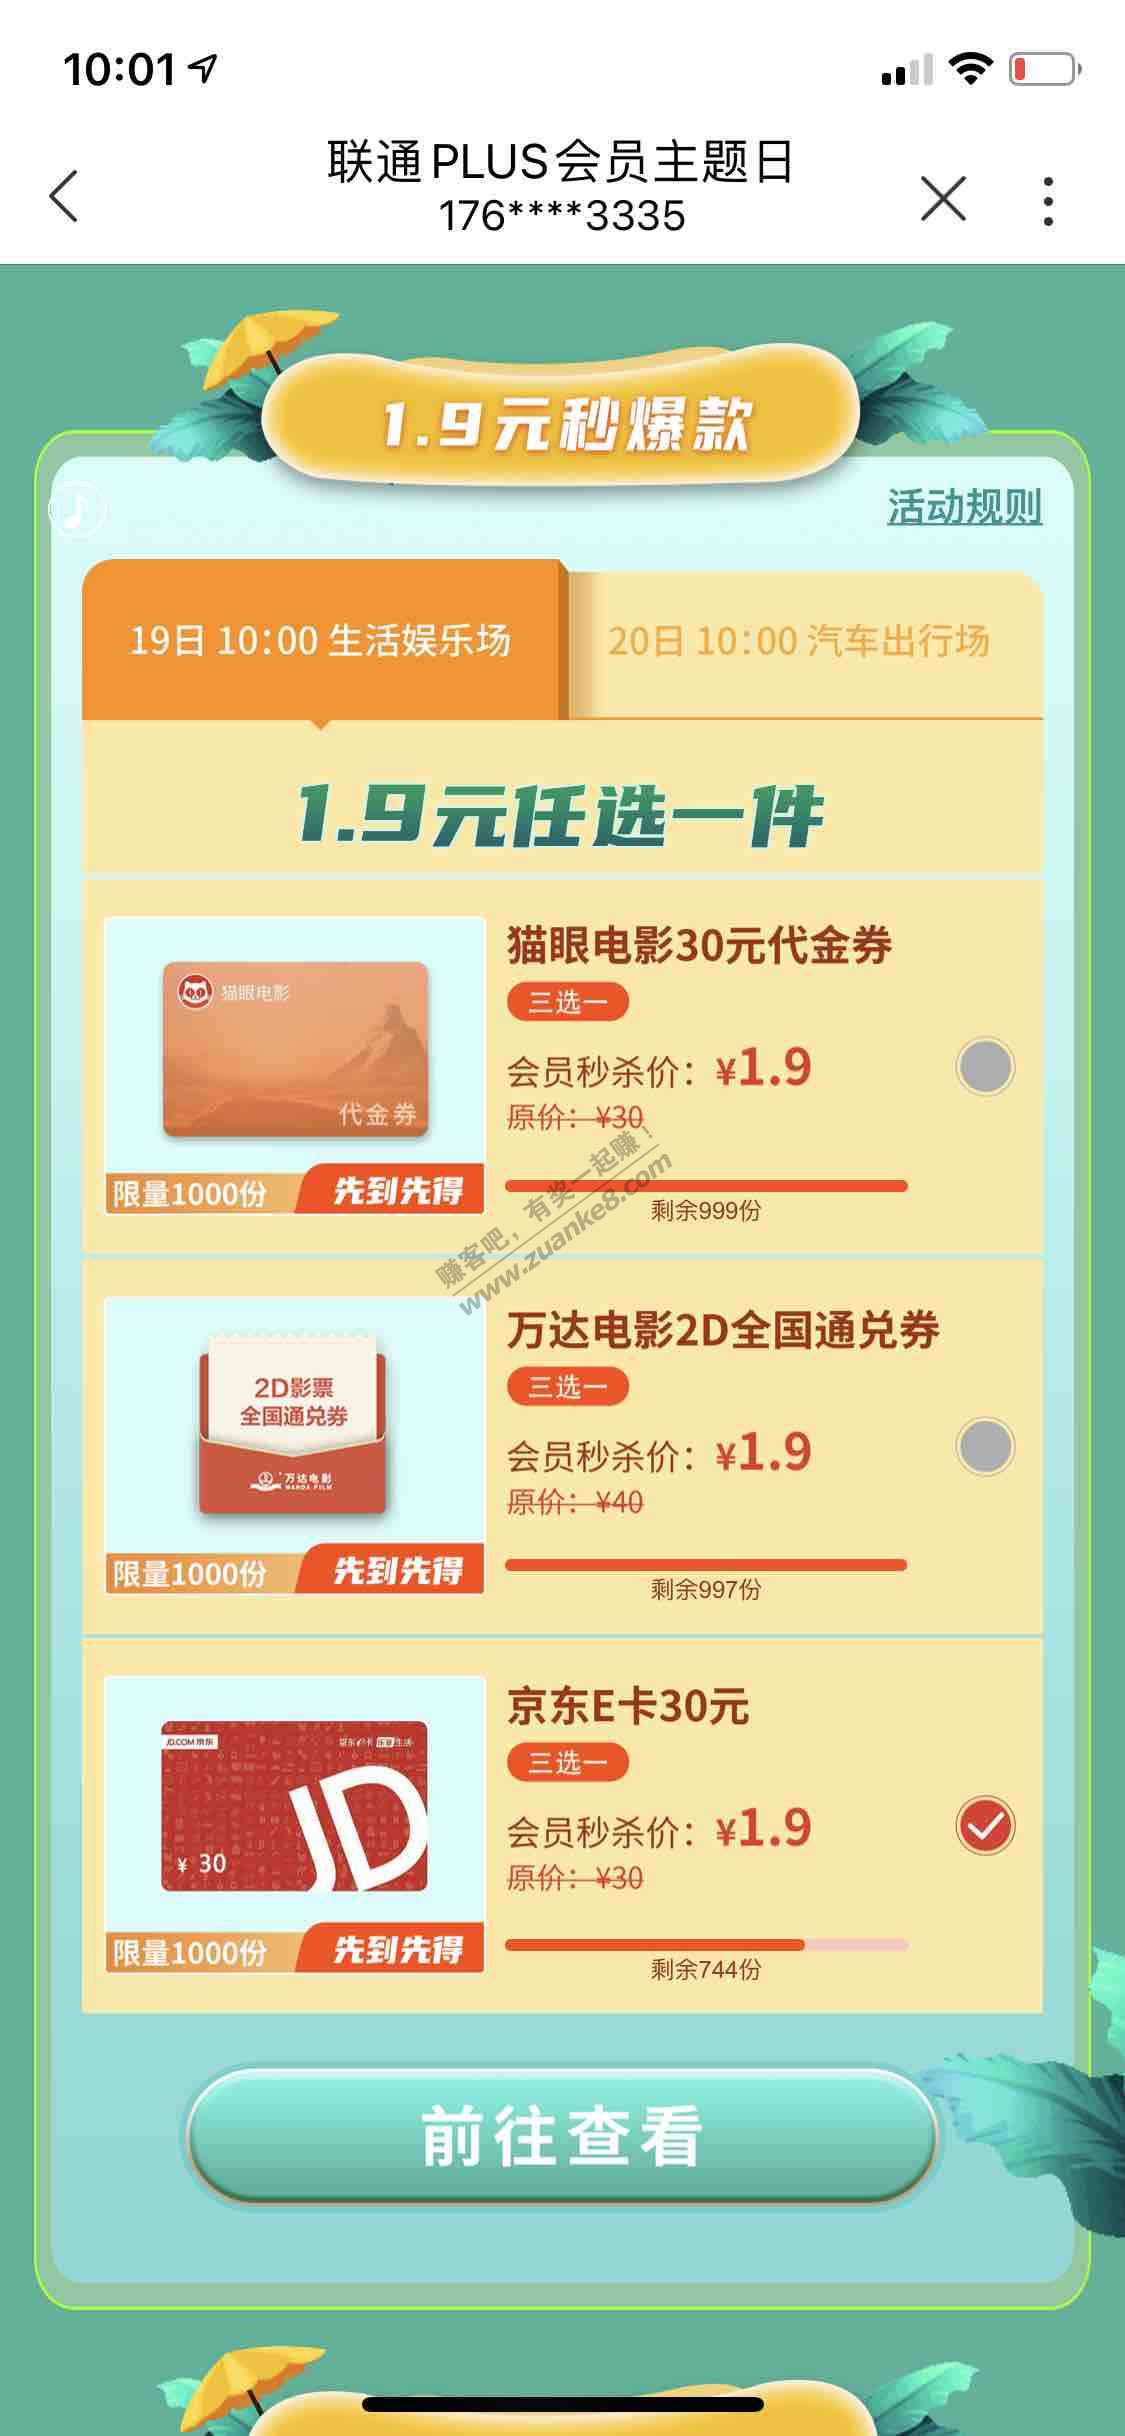 10:01
联通PLUS会员主题日
176****3335
1.9元秒爆款
活动规则
19日 10:00 生活娱乐场
20日 10:00 汽车出行场
1.9元任选一件
猫眼电影
代金券
限量1000份
先到先得
猫眼电影30元代金券
三选一
会员秒杀价：¥1.9
原价：¥30
剩余999份
赚客吧，有奖一起赚！
www.zuanke8.com
2D影票
全国通兑券
万达电影
WANDA FILM
限量1000份
先到先得
万达电影2D全国通兑券
三选一
会员秒杀价：¥1.9
原价：¥40
剩余997份
JD.COM 京东
JD
¥ 30
限量1000份
先到先得
京东E卡30元
三选一
会员秒杀价：¥1.9
原价：¥30
剩余744份
前往查看